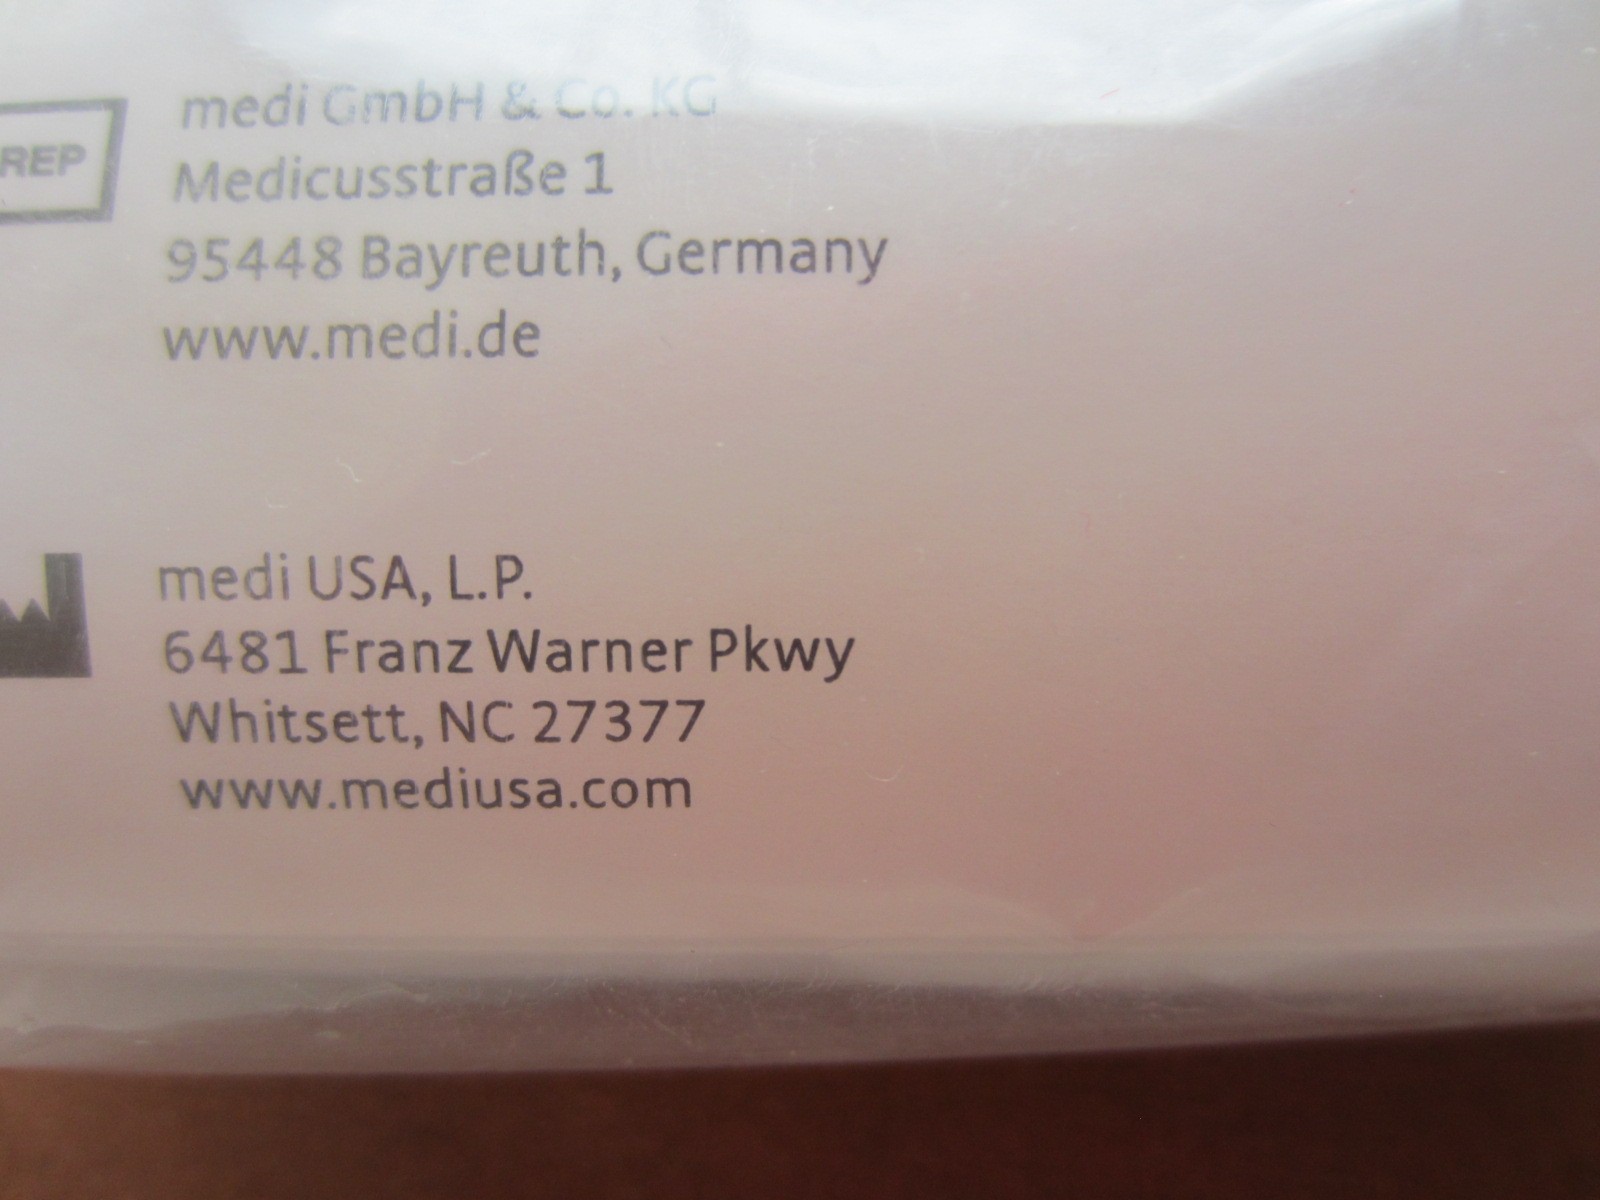 medi GmbH & Co. KG
REP
Medicusstraße 1
95448 Bayreuth, Germany
www.medi.de
medi USA, L.P.
6481 Franz Warner Pkwy
Whitsett, NC 27377
www.mediusa.com